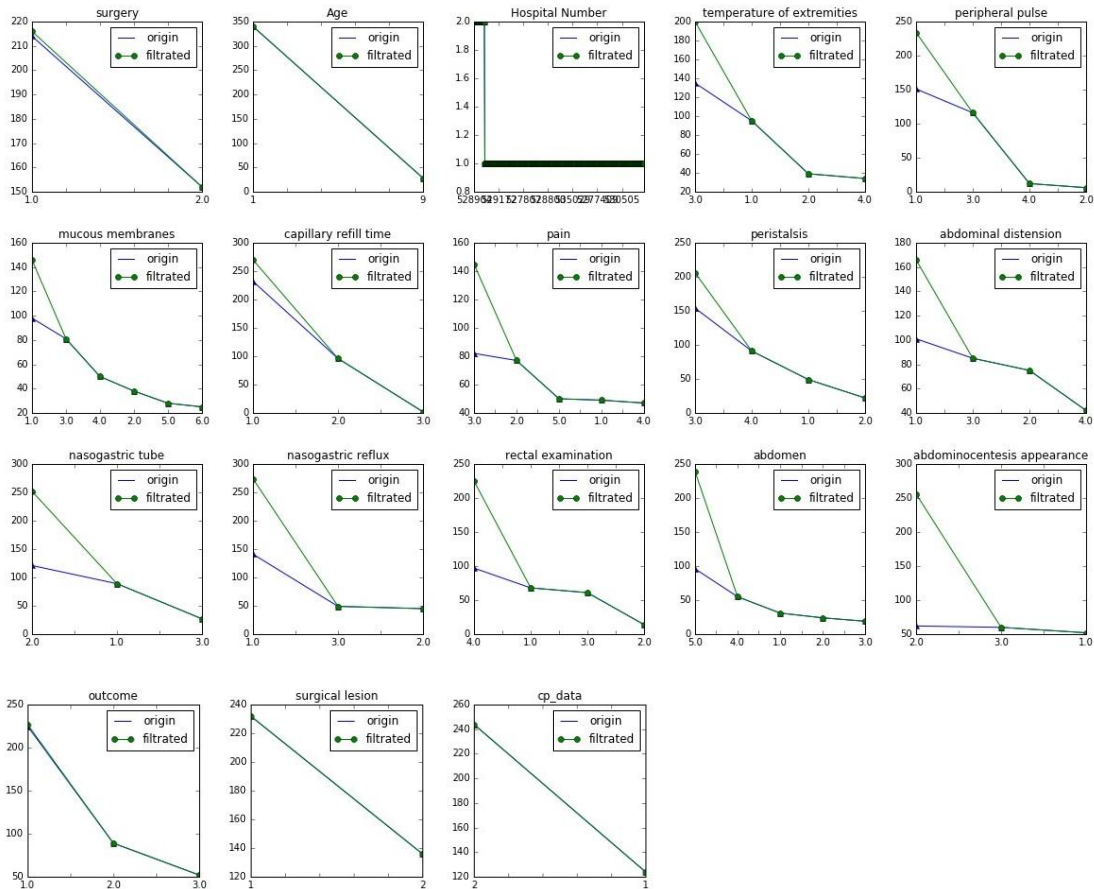 surgery
220
210
200
190
180
170
160
150
1.0 2.0
origin
filtrated
Age
350
300
250
200
150
100
50
0
1 9
origin
filtrated
Hospital Number
2.0
1.8
1.6
1.4
1.2
1.0
0.8
origin
filtrated
temperature of extremities
200
180
160
140
120
100
80
60
40
20
3.0 1.0 2.0 4.0
origin
filtrated
peripheral pulse
250
200
150
100
50
0
1.0 3.0 4.0 2.0
origin
filtrated
mucous membranes
160
140
120
100
80
60
40
20
1.0 3.0 4.0 2.0 5.0 6.0
origin
filtrated
capillary refill time
300
250
200
150
100
50
0
1.0 2.0 3.0
origin
filtrated
pain
160
140
120
100
80
60
40
3.0 2.0 5.0 1.0 4.0
origin
filtrated
peristalsis
250
200
150
100
50
0
3.0 4.0 1.0 2.0
origin
filtrated
abdominal distension
180
160
140
120
100
80
60
40
1.0 3.0 2.0 4.0
origin
filtrated
nasogastric tube
300
250
200
150
100
50
0
2.0 1.0 3.0
origin
filtrated
nasogastric reflux
300
250
200
150
100
50
0
1.0 3.0 2.0
origin
filtrated
rectal examination
250
200
150
100
50
0
4.0 1.0 3.0 2.0
origin
filtrated
abdomen
250
200
150
100
50
0
5.0 4.0 1.0 2.0 3.0
origin
filtrated
abdominocentesis appearance
300
250
200
150
100
50
2.0 3.0 1.0
origin
filtrated
outcome
250
200
150
100
50
1.0 2.0 3.0
origin
filtrated
surgical lesion
240
220
200
180
160
140
120
1 2
origin
filtrated
cp_data
260
240
220
200
180
160
140
120
2 1
origin
filtrated